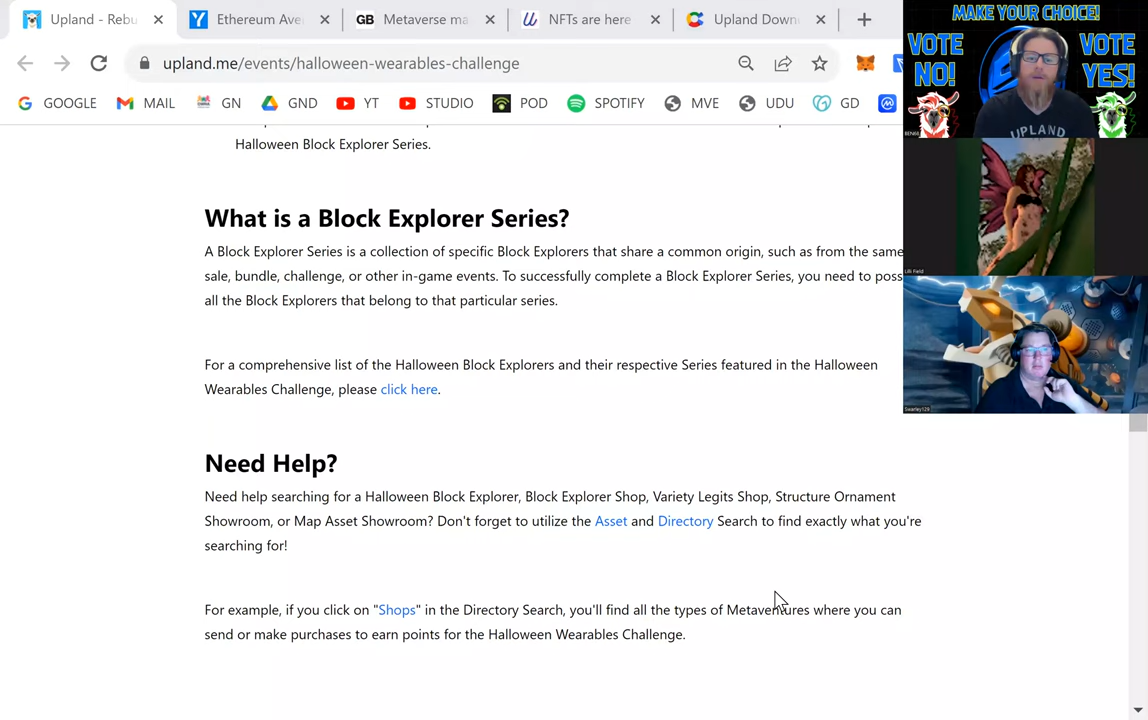 Upland - Rebu
Ethereum Ave
GB Metaverse ma
NFTs are here
Upland Down
upland.me/events/halloween-wearables-challenge
GOOGLE MAIL GN GND YT STUDIO POD SPOTIFY MVE UDU GD
Halloween Block Explorer Series.
What is a Block Explorer Series?
A Block Explorer Series is a collection of specific Block Explorers that share a common origin, such as from the same
sale, bundle, challenge, or other in-game events. To successfully complete a Block Explorer Series, you need to poss
all the Block Explorers that belong to that particular series.
For a comprehensive list of the Halloween Block Explorers and their respective Series featured in the Halloween
Wearables Challenge, please click here.
Need Help?
Need help searching for a Halloween Block Explorer, Block Explorer Shop, Variety Legits Shop, Structure Ornament
Showroom, or Map Asset Showroom? Don't forget to utilize the Asset and Directory Search to find exactly what you're
searching for!
For example, if you click on "Shops" in the Directory Search, you'll find all the types of Metaventures where you can
send or make purchases to earn points for the Halloween Wearables Challenge.
MAKE YOUR CHOICE!
VOTE NO!
VOTE YES!
UPLAND
Lilli Field
Swarley129